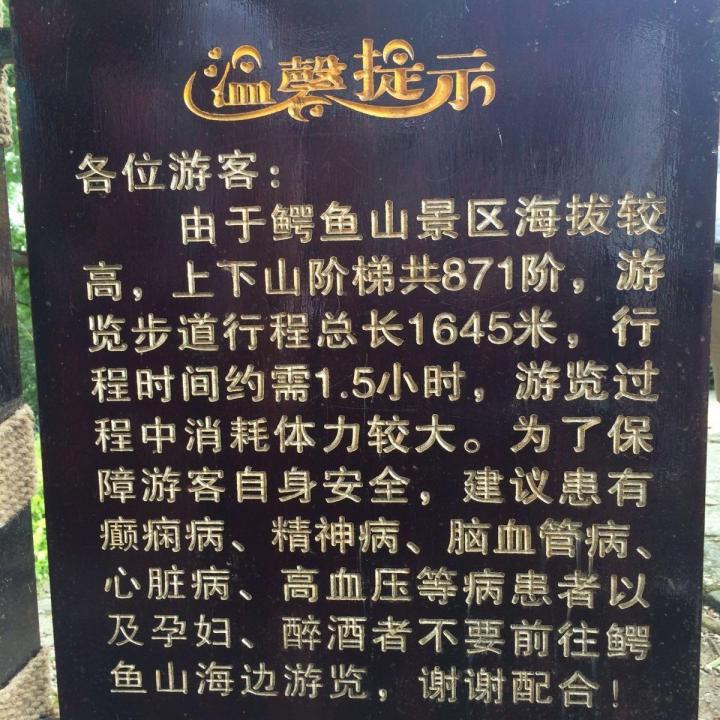 温馨提示
各位游客：
由于鳄鱼山景区海拔较
高，上下山阶梯共871阶，游
览步道行程总长1645米，行
程时间约需1.5小时，游览过
程中消耗体力较大。为了保
障游客自身安全，建议患有
癫痫病、精神病、脑血管病、
心脏病、高血压等病患者以
及孕妇、醉酒者不要前往鳄
鱼山海边游览，谢谢配合！